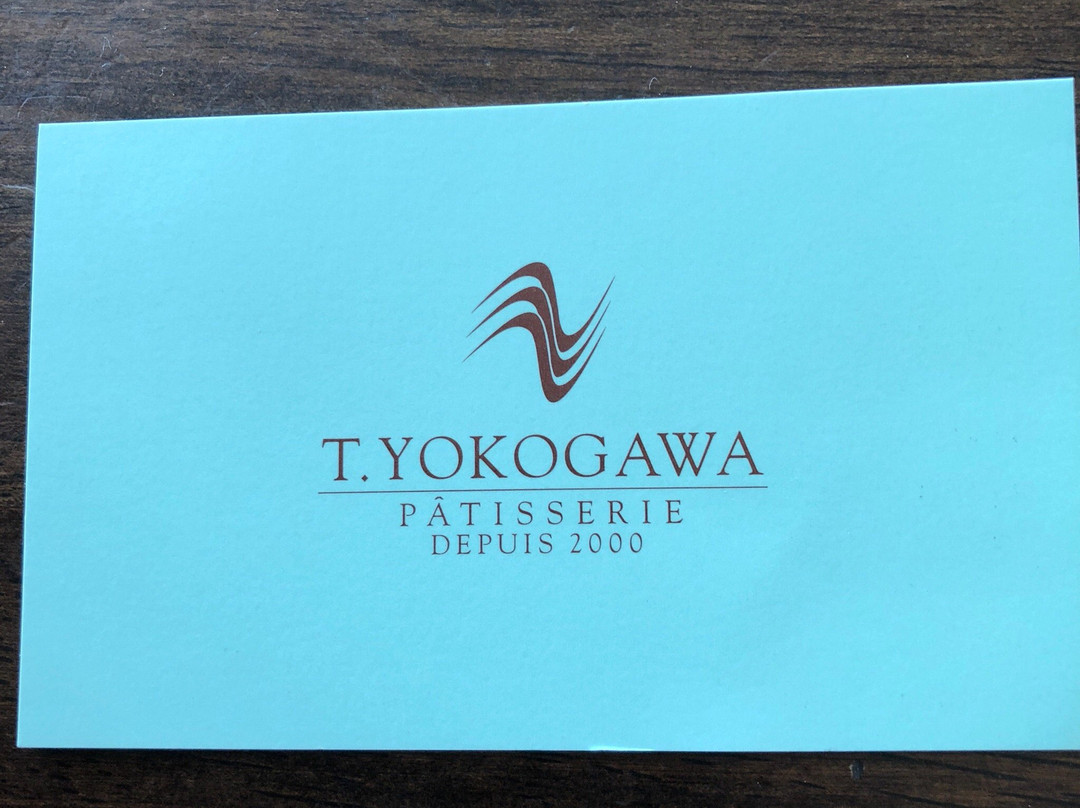 T.YOKOGAWA
PÂTISSERIE
DEPUIS 2000